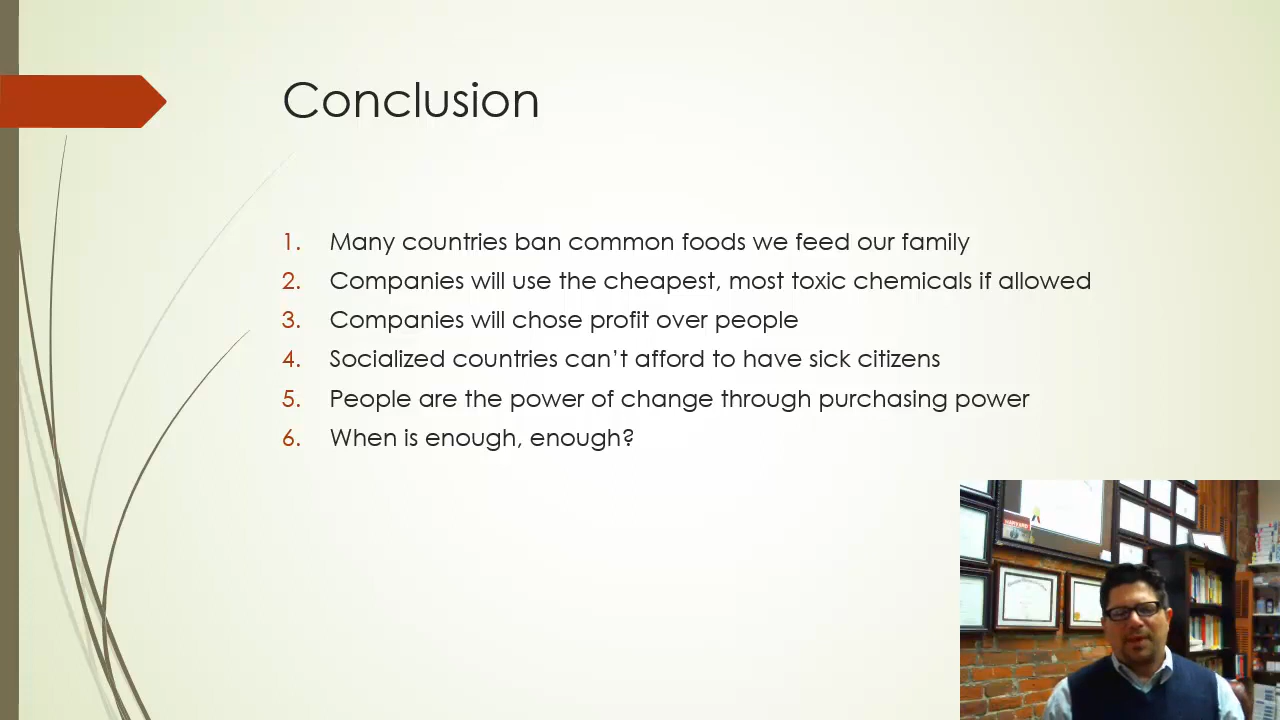 Conclusion
1. Many countries ban common foods we feed our family
2. Companies will use the cheapest, most toxic chemicals if allowed
3. Companies will chose profit over people
4. Socialized countries can't afford to have sick citizens
5. People are the power of change through purchasing power
6. When is enough, enough?
HARVARD